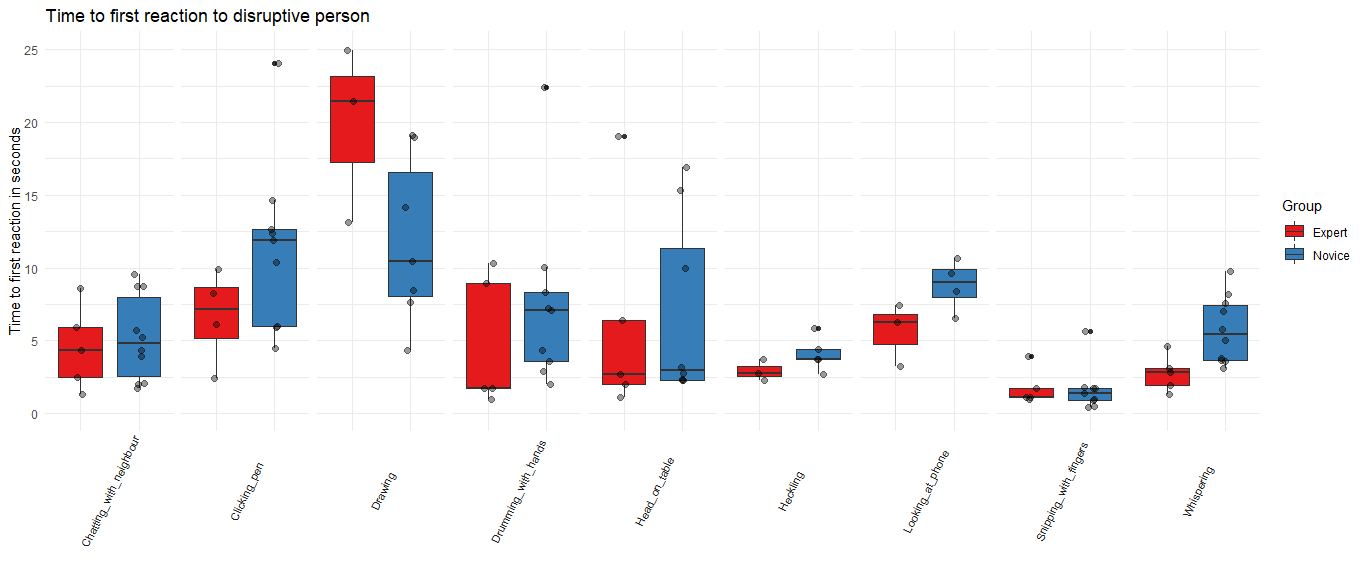 Time to first reaction to disruptive person
Time to first reaction in seconds
25
20
15
10
5
0
Chatting_with_neighbour
Clicking_pen
Drawing
Drumming_with_hands
Head_on_table
Heckling
Looking_at_phone
Snipping_with_fingers
Whispering
Group
Expert
Novice